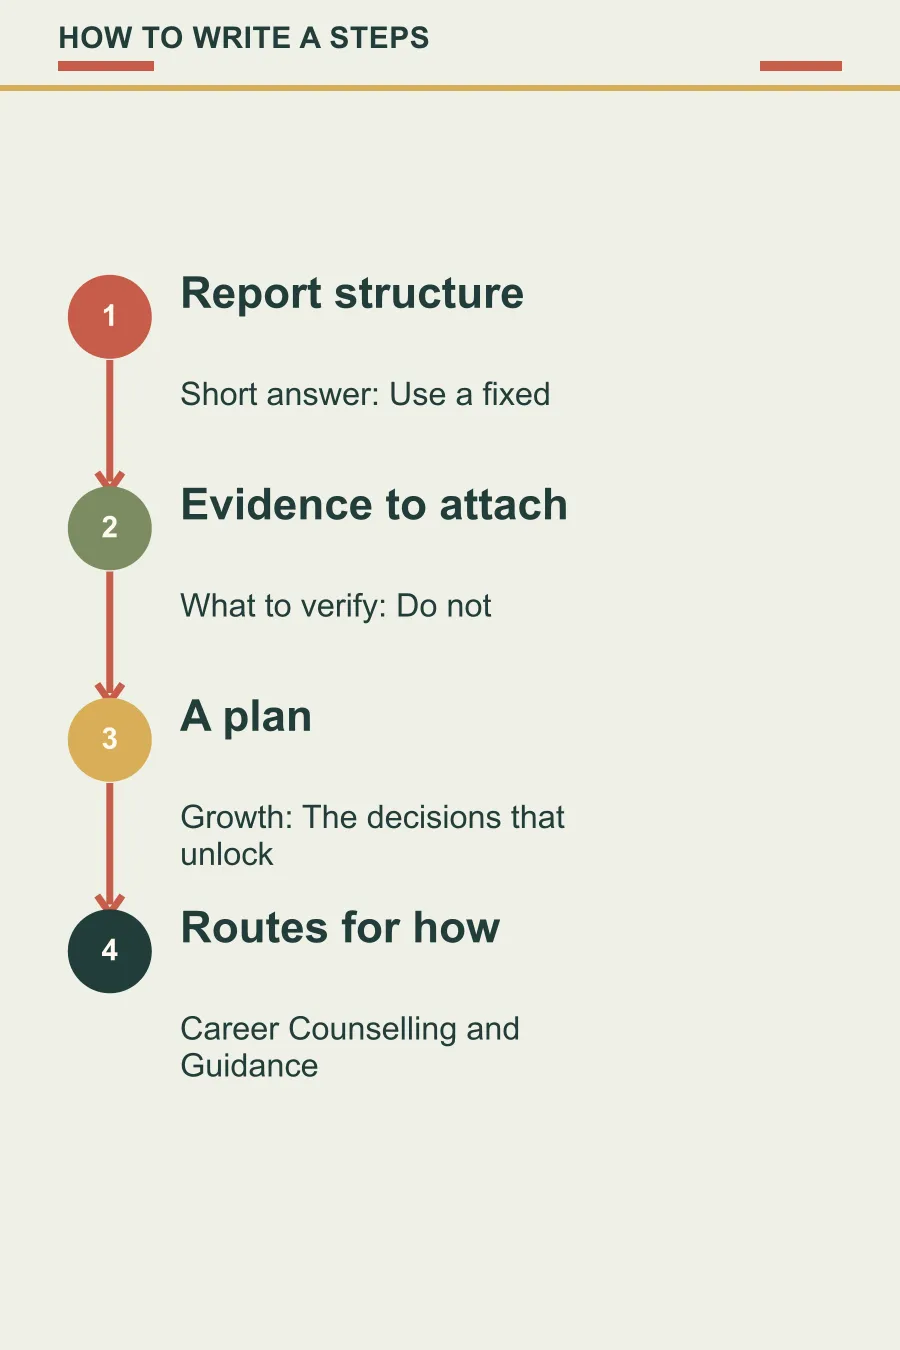 HOW TO WRITE A STEPS
1
Report structure
Short answer: Use a fixed
2
Evidence to attach
What to verify: Do not
3
A plan
Growth: The decisions that
unlock
4
Routes for how
Career Counselling and
Guidance